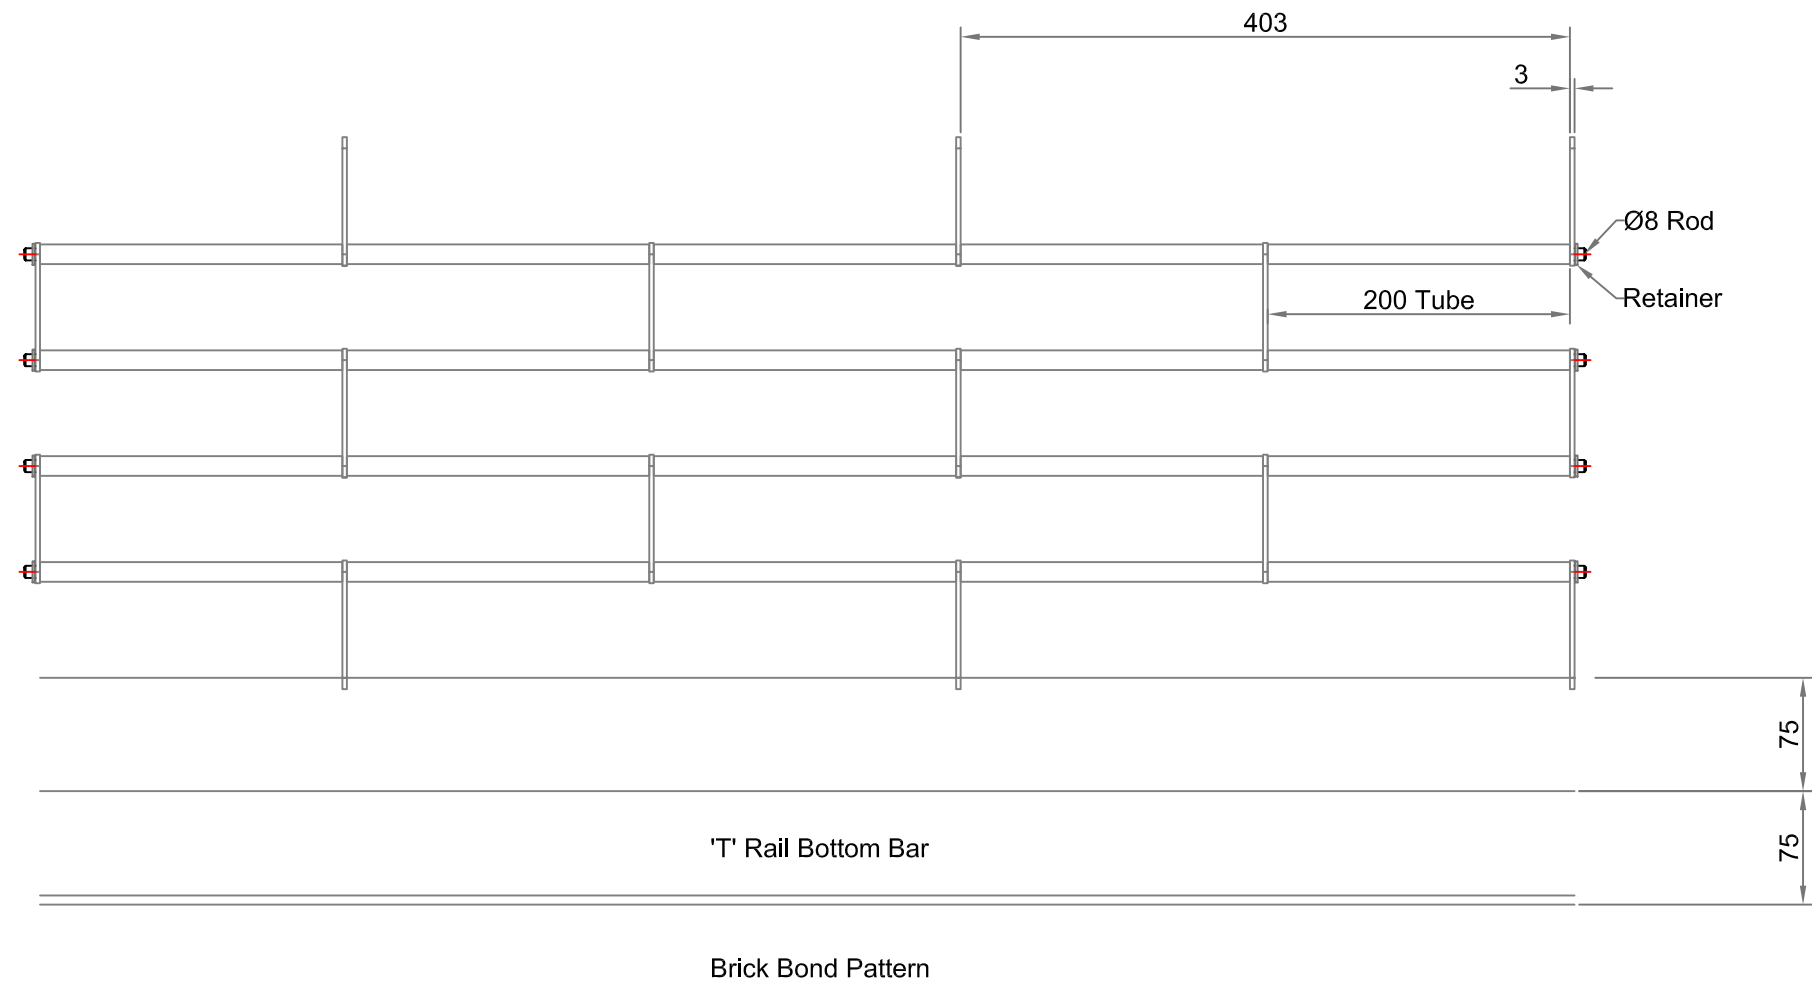 403
3
Ø8 Rod
200 Tube
Retainer
75
'T' Rail Bottom Bar
75
Brick Bond Pattern